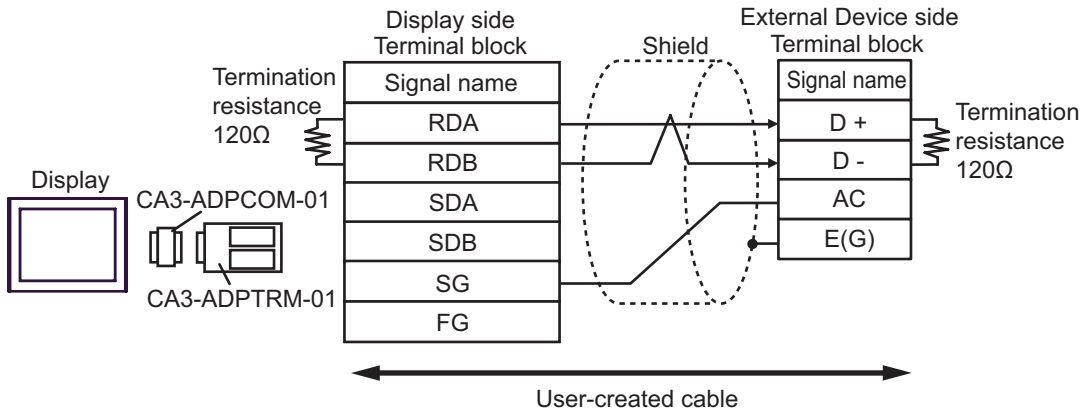 Display side
Terminal block
Shield
External Device side
Terminal block
Termination
resistance
120Ω
Signal name
RDA
RDB
SDA
SDB
SG
FG
Signal name
D +
D -
AC
E(G)
Termination
resistance
120Ω
Display
CA3-ADPCOM-01
CA3-ADPTRM-01
User-created cable